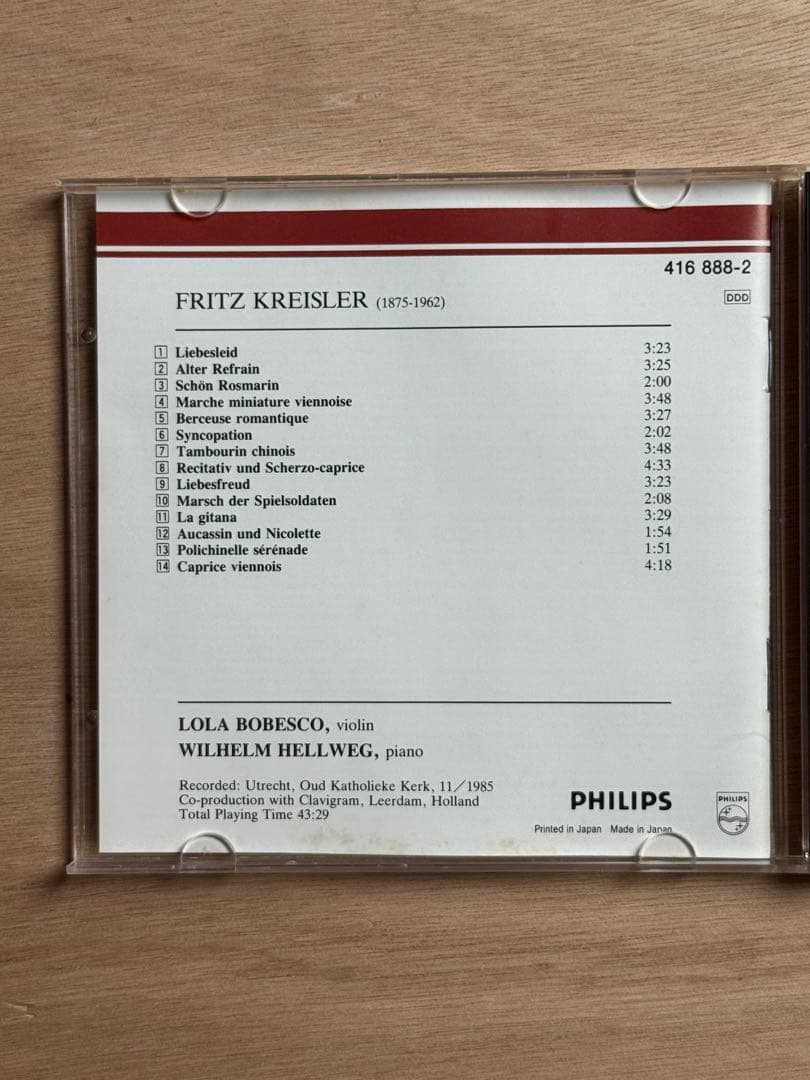 416 888-2
DDD
FRITZ KREISLER (1875-1962)
1 Liebesleid 3:23
2 Alter Refrain 3:25
3 Schön Rosmarin 2:00
4 Marche miniature viennoise 3:48
5 Berceuse romantique 3:27
6 Syncopation 2:02
7 Tambourin chinois 3:48
8 Recitativ und Scherzo-caprice 4:33
9 Liebesfreud 3:23
10 Marsch der Spielsoldaten 2:08
11 La gitana 3:29
12 Aucassin und Nicolette 1:54
13 Polichinelle sérénade 1:51
14 Caprice viennois 4:18
LOLA BOBESCO, violin
WILHELM HELLWEG, piano
Recorded: Utrecht, Oud Katholieke Kerk, 11/1985
Co-production with Clavigram, Leerdam, Holland
Total Playing Time 43:29
PHILIPS
PHILIPS
Printed in Japan Made in Japan